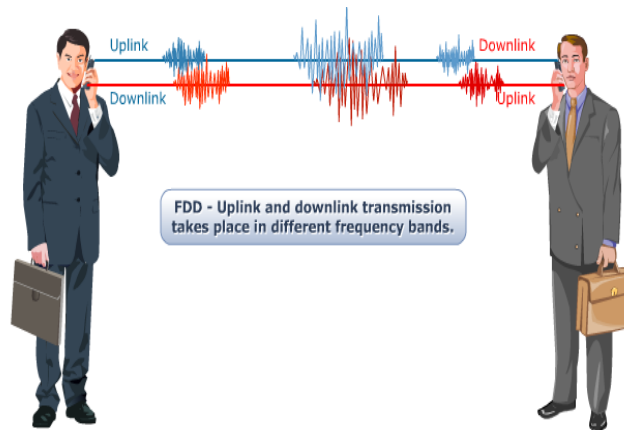 Uplink
Downlink
Downlink
Uplink
FDD - Uplink and downlink transmission
takes place in different frequency bands.